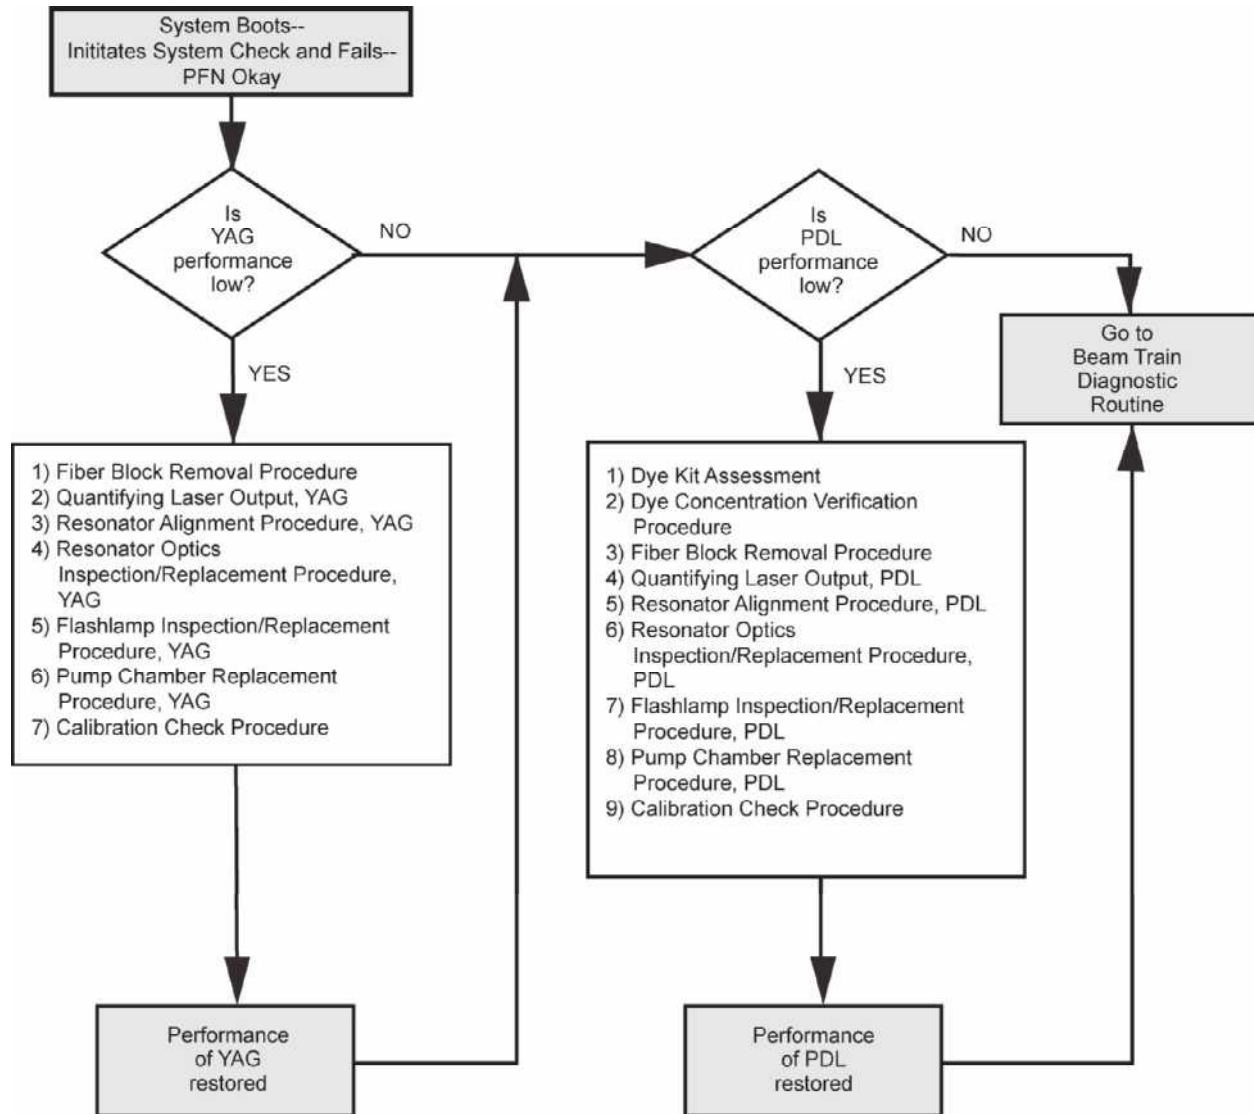 System Boots--
Inititates System Check and Fails--
PFN Okay
Is
YAG
performance
low?
NO
YES
1) Fiber Block Removal Procedure
2) Quantifying Laser Output, YAG
3) Resonator Alignment Procedure, YAG
4) Resonator Optics
Inspection/Replacement Procedure,
YAG
5) Flashlamp Inspection/Replacement
Procedure, YAG
6) Pump Chamber Replacement
Procedure, YAG
7) Calibration Check Procedure
Performance
of YAG
restored
Is
PDL
performance
low?
NO
YES
1) Dye Kit Assessment
2) Dye Concentration Verification
Procedure
3) Fiber Block Removal Procedure
4) Quantifying Laser Output, PDL
5) Resonator Alignment Procedure, PDL
6) Resonator Optics
Inspection/Replacement Procedure,
PDL
7) Flashlamp Inspection/Replacement
Procedure, PDL
8) Pump Chamber Replacement
Procedure, PDL
9) Calibration Check Procedure
Performance
of PDL
restored
Go to
Beam Train
Diagnostic
Routine